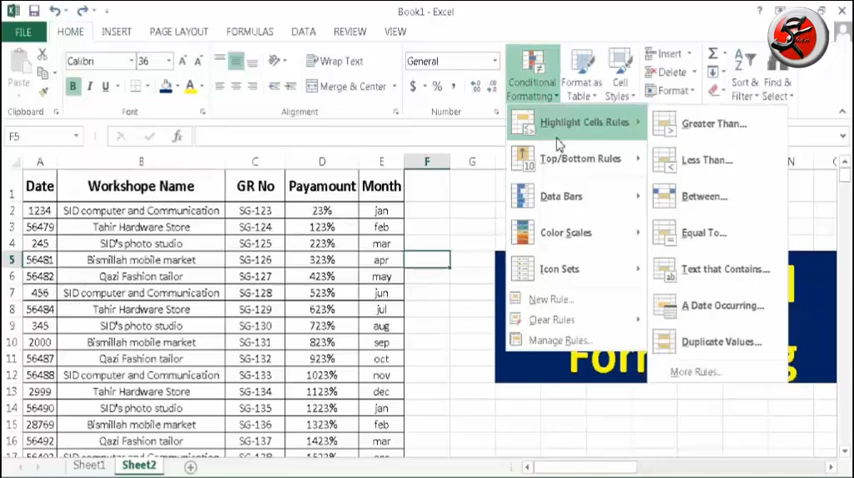 Book1 - Excel
FILE HOME INSERT PAGE LAYOUT FORMULAS DATA REVIEW VIEW
Calibri 36 Wrap Text General Insert
Paste B I U Merge & Center $ % Conditional Formatting Format as Table Cell Styles Delete Format Sort & Filter Find & Select
Clipboard Font Alignment Number
F5
Highlight Cells Rules
Top/Bottom Rules
Data Bars
Color Scales
Icon Sets
New Rule...
Clear Rules
Manage Rules...
Greater Than...
Less Than...
Between...
Equal To...
Text that Contains...
A Date Occurring...
Duplicate Values...
More Rules...
A B C D E F G N
1 Date Workshope Name GR No Payamount Month
2 1234 SID computer and Communication SG-123 23% jan
3 56479 Tahir Hardware Store SG-124 123% feb
4 245 SID's photo studio SG-125 223% mar
5 56481 Bismillah mobile market SG-126 323% apr
6 56482 Qazi Fashion tailor SG-127 423% may
7 456 SID computer and Communication SG-128 523% jun
8 56484 Tahir Hardware Store SG-129 623% jul
9 345 SID's photo studio SG-130 723% aug
10 2000 Bismillah mobile market SG-131 823% sep
11 56487 Qazi Fashion tailor SG-132 923% oct
12 56488 SID computer and Communication SG-133 1023% nov
13 2999 Tahir Hardware Store SG-134 1123% dec
14 56490 SID's photo studio SG-135 1223% jan
15 28769 Bismillah mobile market SG-136 1323% feb
16 56492 Qazi Fashion tailor SG-137 1423% mar
Sheet1 Sheet2